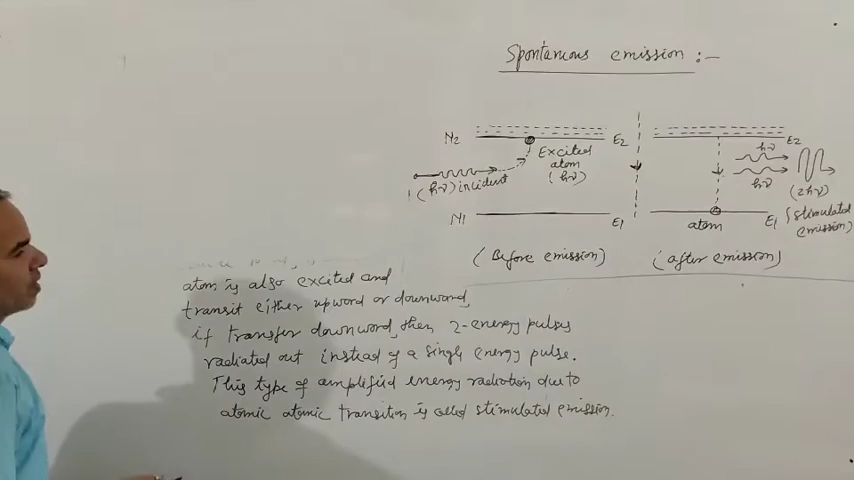 Spontanious emission :-
N2
E2
Excited
atom
(hν)
1(hν)incident
N1
E1
(Before emission)
E2
hν
hν
(2hν)
E1
atom
(stimulated
emission)
(after emission)
atom is also excited and
transit either upword or downward,
if transfer downword, then 2-energy pulses
radiated out instead of a single energy pulse.
This type of amplified energy radiation due to
atomic atomic transition is called stimulated emission.